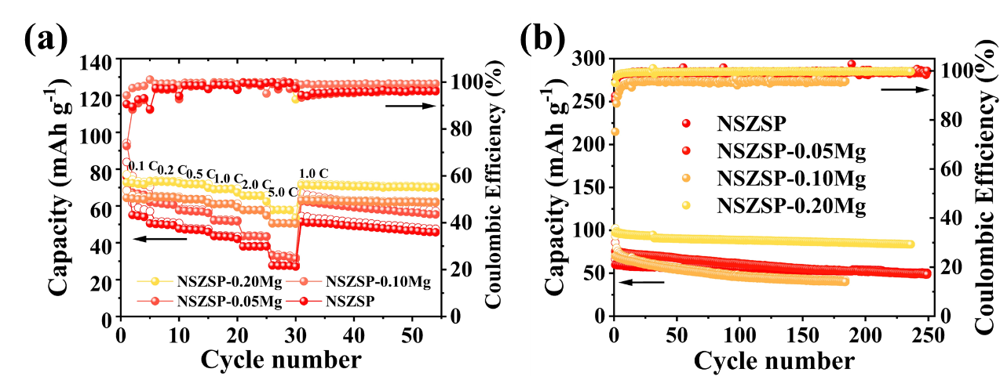 (a)
Capacity (mAh g-1)
140
120
100
80
60
40
20
0
0.1 C 0.2 C 0.5 C 1.0 C 2.0 C 5.0 C 1.0 C
NSZSP-0.20Mg NSZSP-0.10Mg
NSZSP-0.05Mg NSZSP
0 10 20 30 40 50
Cycle number
100
80
60
40
20
0
Coulombic Efficiency (%)
(b)
Capacity (mAh g-1)
300
250
200
150
100
50
0
NSZSP
NSZSP-0.05Mg
NSZSP-0.10Mg
NSZSP-0.20Mg
0 50 100 150 200 250
Cycle number
100
80
60
40
20
0
Coulombic Efficiency (%)